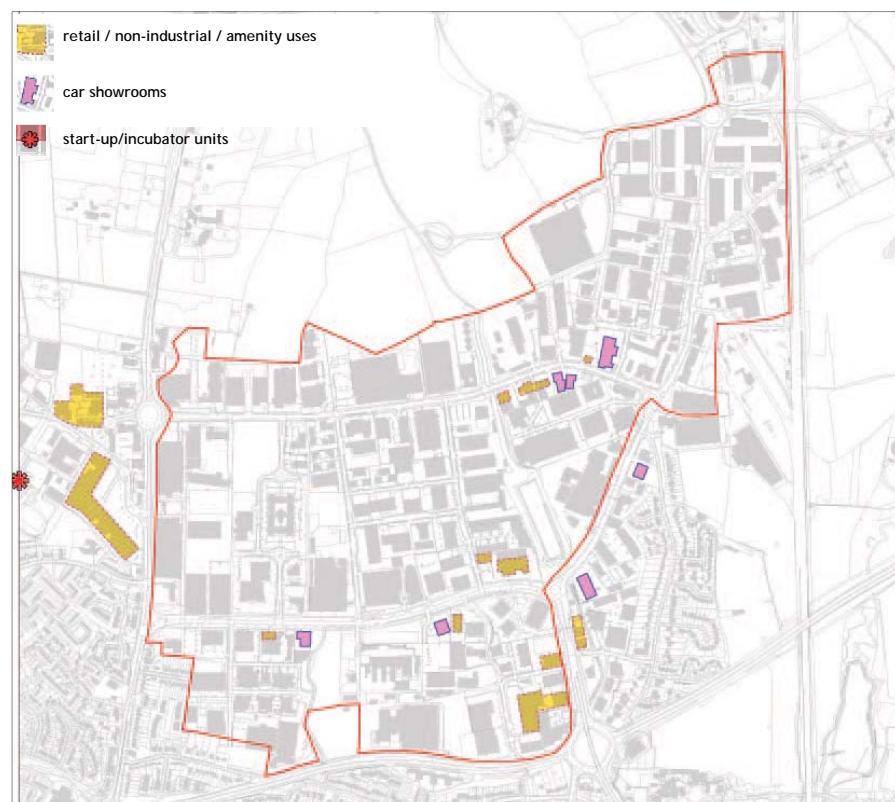 retail / non-industrial / amenity uses
car showrooms
start-up/incubator units